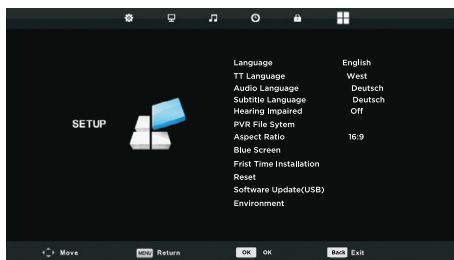 SETUP
Language English
TT Language West
Audio Language Deutsch
Subtitle Language Deutsch
Hearing Impaired Off
PVR File Sytem
Aspect Ratio 16:9
Blue Screen
Frist Time Installation
Reset
Software Update(USB)
Environment
Move MENU Return OK OK Back Exit